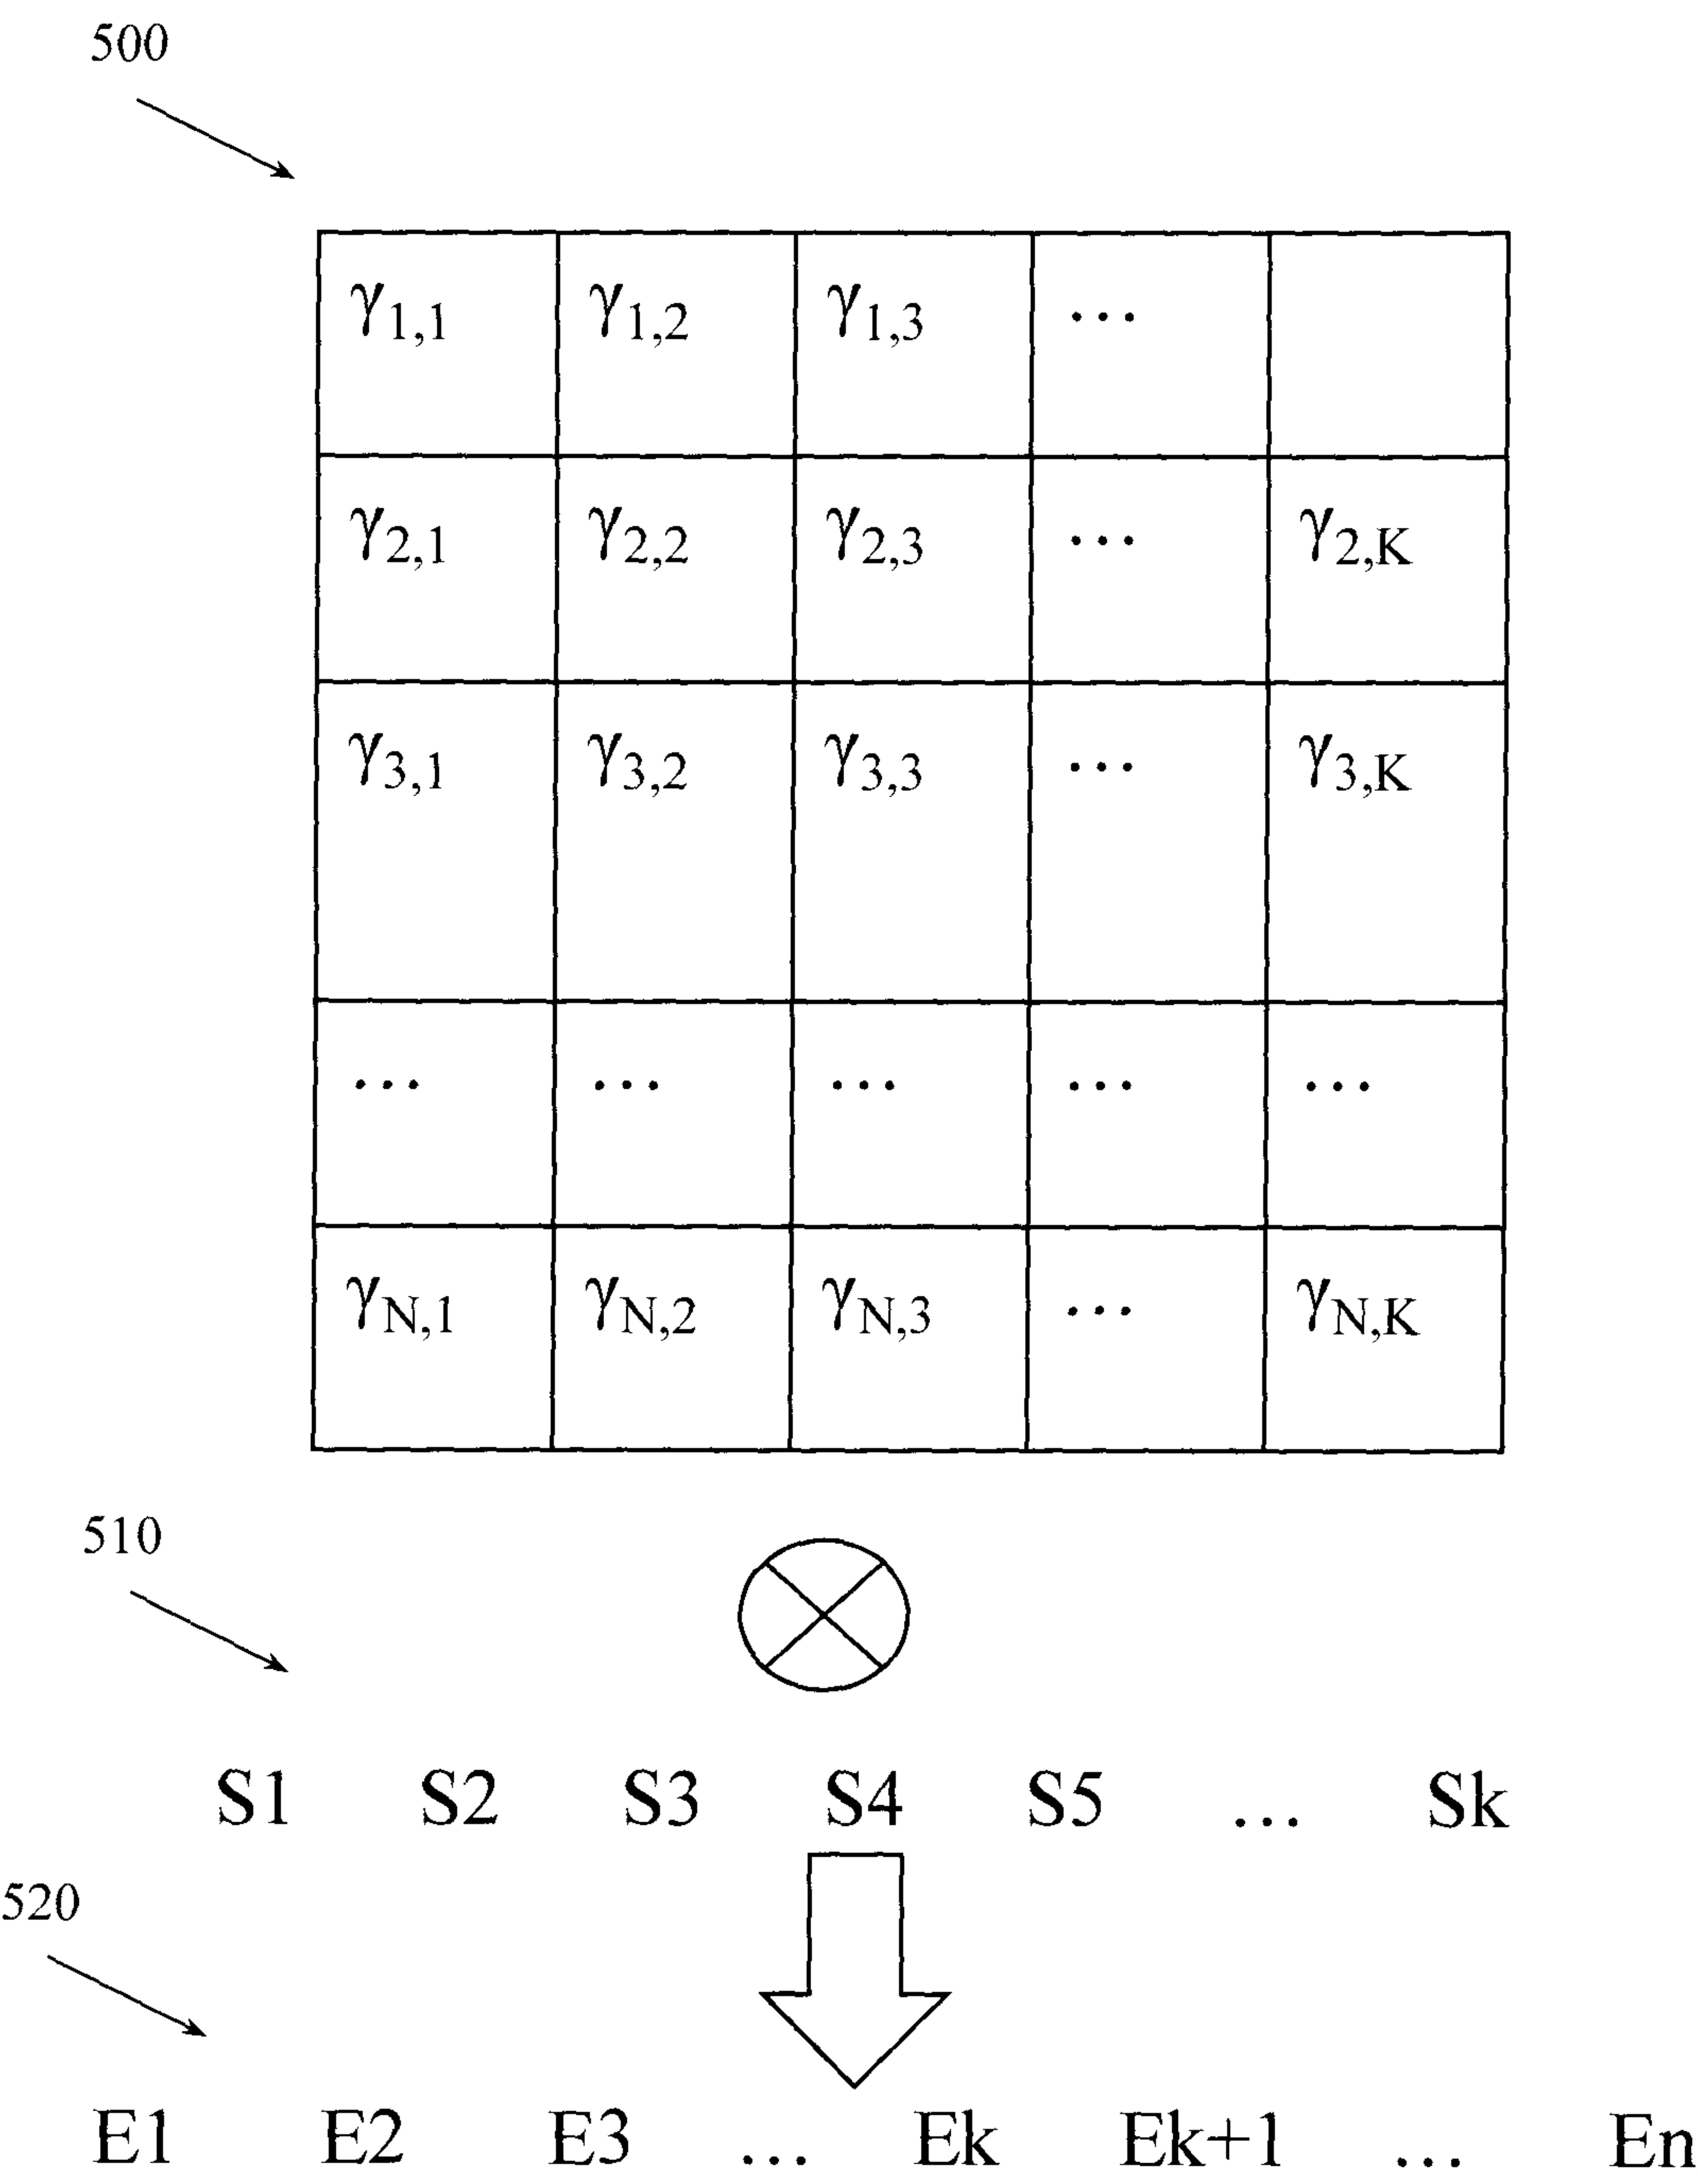 500
γ1,1 γ1,2 γ1,3 ...
γ2,1 γ2,2 γ2,3 ... γ2,K
γ3,1 γ3,2 γ3,3 ... γ3,K
... ... ... ... ...
γN,1 γN,2 γN,3 ... γN,K
510
S1 S2 S3 S4 S5 ... Sk
520
E1 E2 E3 ... Ek Ek+1 ... En